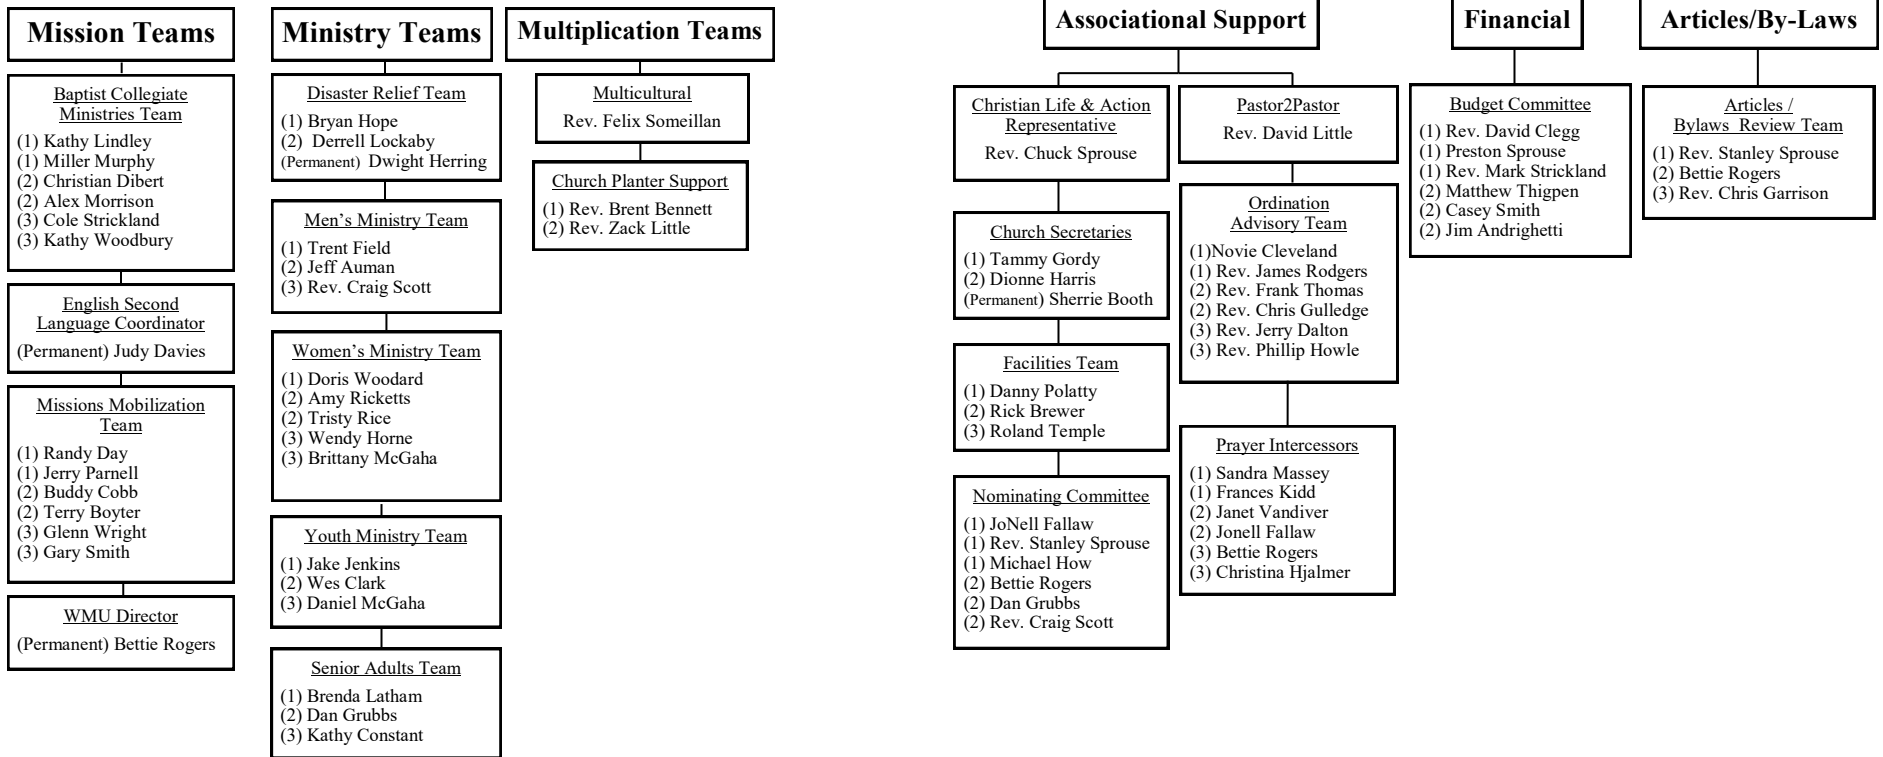 Mission Teams
Baptist Collegiate
Ministries Team
(1) Kathy Lindley
(1) Miller Murphy
(2) Christian Dibert
(2) Alex Morrison
(3) Cole Strickland
(3) Kathy Woodbury
English Second
Language Coordinator
(Permanent) Judy Davies
Missions Mobilization
Team
(1) Randy Day
(1) Jerry Parnell
(2) Buddy Cobb
(2) Terry Boyter
(3) Glenn Wright
(3) Gary Smith
WMU Director
(Permanent) Bettie Rogers
Ministry Teams
Disaster Relief Team
(1) Bryan Hope
(2) Derrell Lockaby
(Permanent) Dwight Herring
Men’s Ministry Team
(1) Trent Field
(2) Jeff Auman
(3) Rev. Craig Scott
Women’s Ministry Team
(1) Doris Woodard
(2) Amy Ricketts
(2) Tristy Rice
(3) Wendy Horne
(3) Brittany McGaha
Youth Ministry Team
(1) Jake Jenkins
(2) Wes Clark
(3) Daniel McGaha
Senior Adults Team
(1) Brenda Latham
(2) Dan Grubbs
(3) Kathy Constant
Multiplication Teams
Multicultural
Rev. Felix Someillan
Church Planter Support
(1) Rev. Brent Bennett
(2) Rev. Zack Little
Associational Support
Christian Life & Action
Representative
Rev. Chuck Sprouse
Church Secretaries
(1) Tammy Gordy
(2) Dionne Harris
(Permanent) Sherrie Booth
Facilities Team
(1) Danny Polatty
(2) Rick Brewer
(3) Roland Temple
Nominating Committee
(1) JoNell Fallaw
(1) Rev. Stanley Sprouse
(1) Michael How
(2) Bettie Rogers
(2) Dan Grubbs
(2) Rev. Craig Scott
Pastor2Pastor
Rev. David Little
Ordination
Advisory Team
(1)Novie Cleveland
(1) Rev. James Rodgers
(2) Rev. Frank Thomas
(2) Rev. Chris Gulledge
(3) Rev. Jerry Dalton
(3) Rev. Phillip Howle
Prayer Intercessors
(1) Sandra Massey
(1) Frances Kidd
(2) Janet Vandiver
(2) Jonell Fallaw
(3) Bettie Rogers
(3) Christina Hjalmer
Financial
Budget Committee
(1) Rev. David Clegg
(1) Preston Sprouse
(1) Rev. Mark Strickland
(2) Matthew Thigpen
(2) Casey Smith
(2) Jim Andrighetti
Articles/By-Laws
Articles /
Bylaws Review Team
(1) Rev. Stanley Sprouse
(2) Bettie Rogers
(3) Rev. Chris Garrison